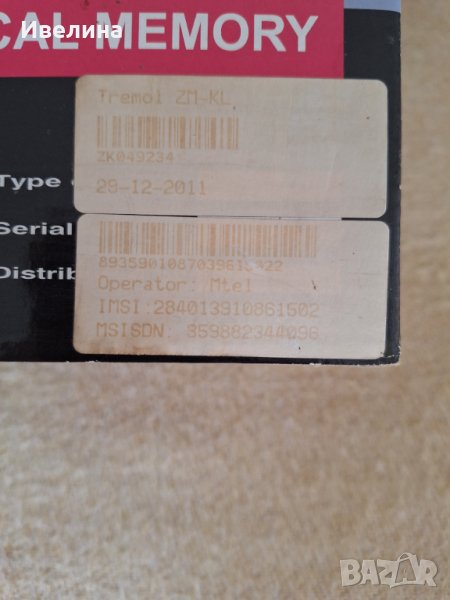 Ивелина
CAL MEMORY
Tremol ZM-KL
ZK049234
Type
29-12-2011
Serial
Distrib
Operator: Mtel
IMSI:284013910861502
MSISDN: 359882344096
BAZAR